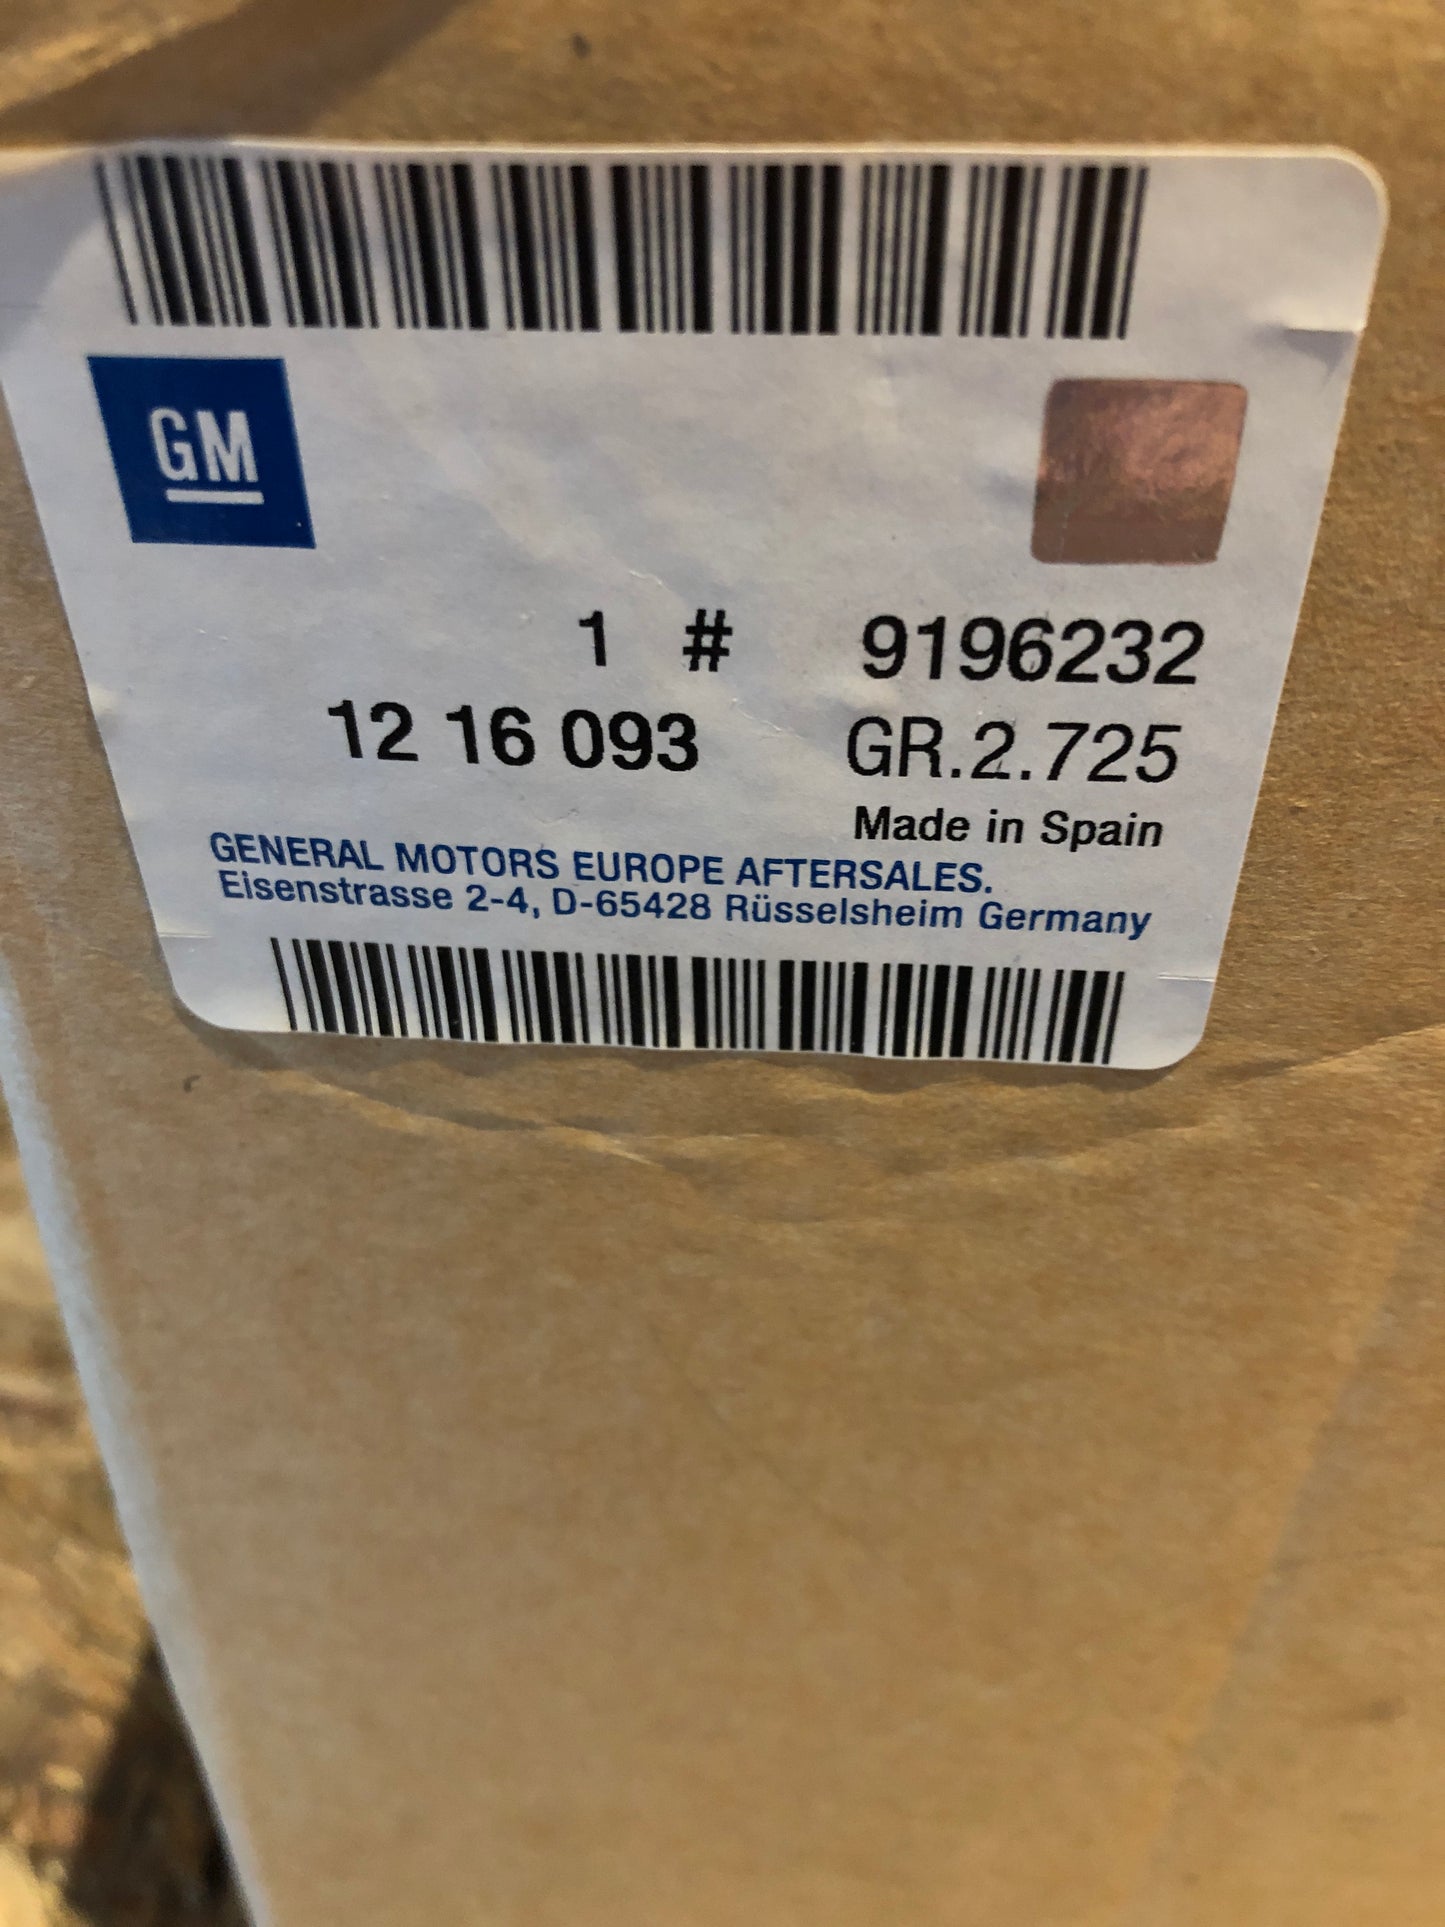 GM
1 # 9196232
12 16 093 GR.2.725
Made in Spain
GENERAL MOTORS EUROPE AFTERSALES.
Eisenstrasse 2-4, D-65428 Rüsselsheim Germany